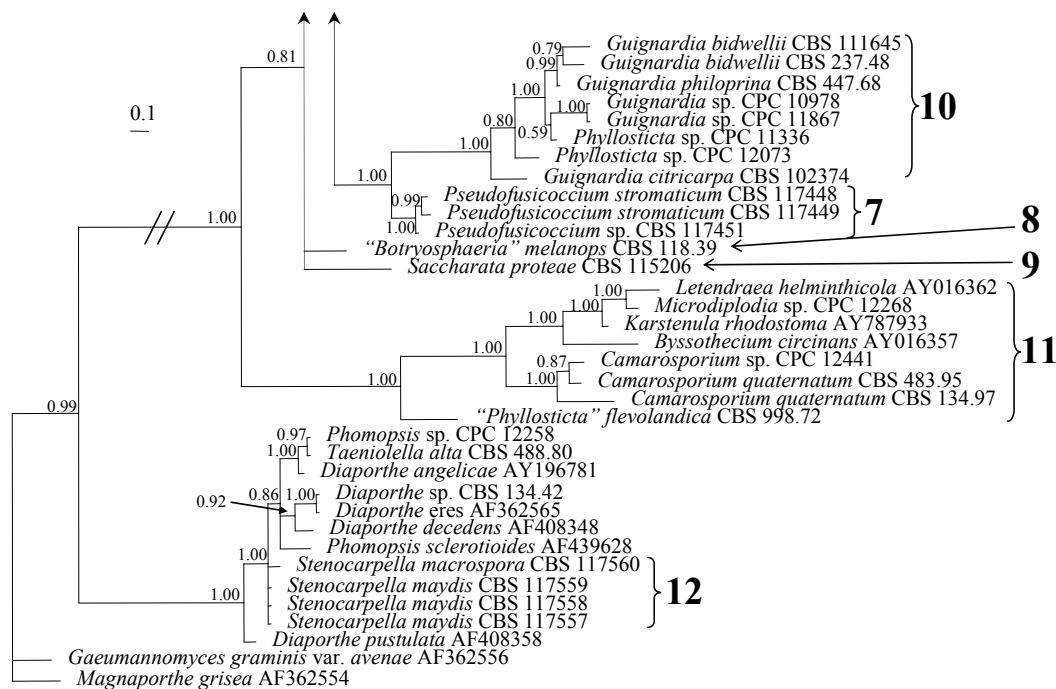 0.81
0.1
0.79 Guignardia bidwellii CBS 111645
Guignardia bidwellii CBS 237.48
0.99
Guignardia philoprina CBS 447.68
1.00
1.00 Guignardia sp. CPC 10978
Guignardia sp. CPC 11867
0.80 0.59 Phyllosticta sp. CPC 11336
Phyllosticta sp. CPC 12073
1.00
Guignardia citricarpa CBS 102374
10
1.00
0.99 Pseudofusicoccium stromaticum CBS 117448
Pseudofusicoccium stromaticum CBS 117449
1.00 Pseudofusicoccium sp. CBS 117451
7
1.00
“Botryosphaeria” melanops CBS 118.39
8
Saccharata proteae CBS 115206
9
1.00 Letendraea helminthicola AY016362
Microdiplodia sp. CPC 12268
1.00
Karstenula rhodostoma AY787933
1.00
Byssothecium circinans AY016357
1.00
0.87 Camarosporium sp. CPC 12441
1.00 Camarosporium quaternatum CBS 483.95
Camarosporium quaternatum CBS 134.97
1.00
“Phyllosticta” flevolandica CBS 998.72
11
0.99
0.97 Phomopsis sp. CPC 12258
Taeniolella alta CBS 488.80
1.00
Diaporthe angelicae AY196781
0.86
0.92
1.00 Diaporthe sp. CBS 134.42
Diaporthe eres AF362565
Diaporthe decedens AF408348
Phomopsis sclerotioides AF439628
1.00
Stenocarpella macrospora CBS 117560
Stenocarpella maydis CBS 117559
Stenocarpella maydis CBS 117558
Stenocarpella maydis CBS 117557
12
1.00
Diaporthe pustulata AF408358
Gaeumannomyces graminis var. avenae AF362556
Magnaporthe grisea AF362554